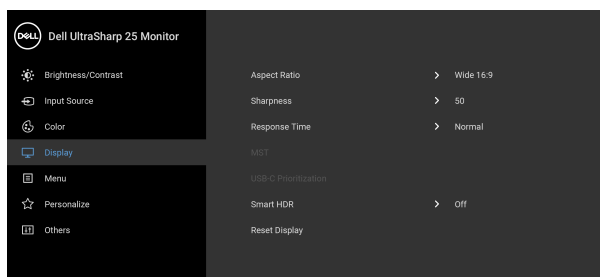 DELL Dell UltraSharp 25 Monitor
Brightness/Contrast
Input Source
Color
Display
Menu
Personalize
Others
Aspect Ratio Wide 16:9
Sharpness 50
Response Time Normal
MST
USB-C Prioritization
Smart HDR Off
Reset Display